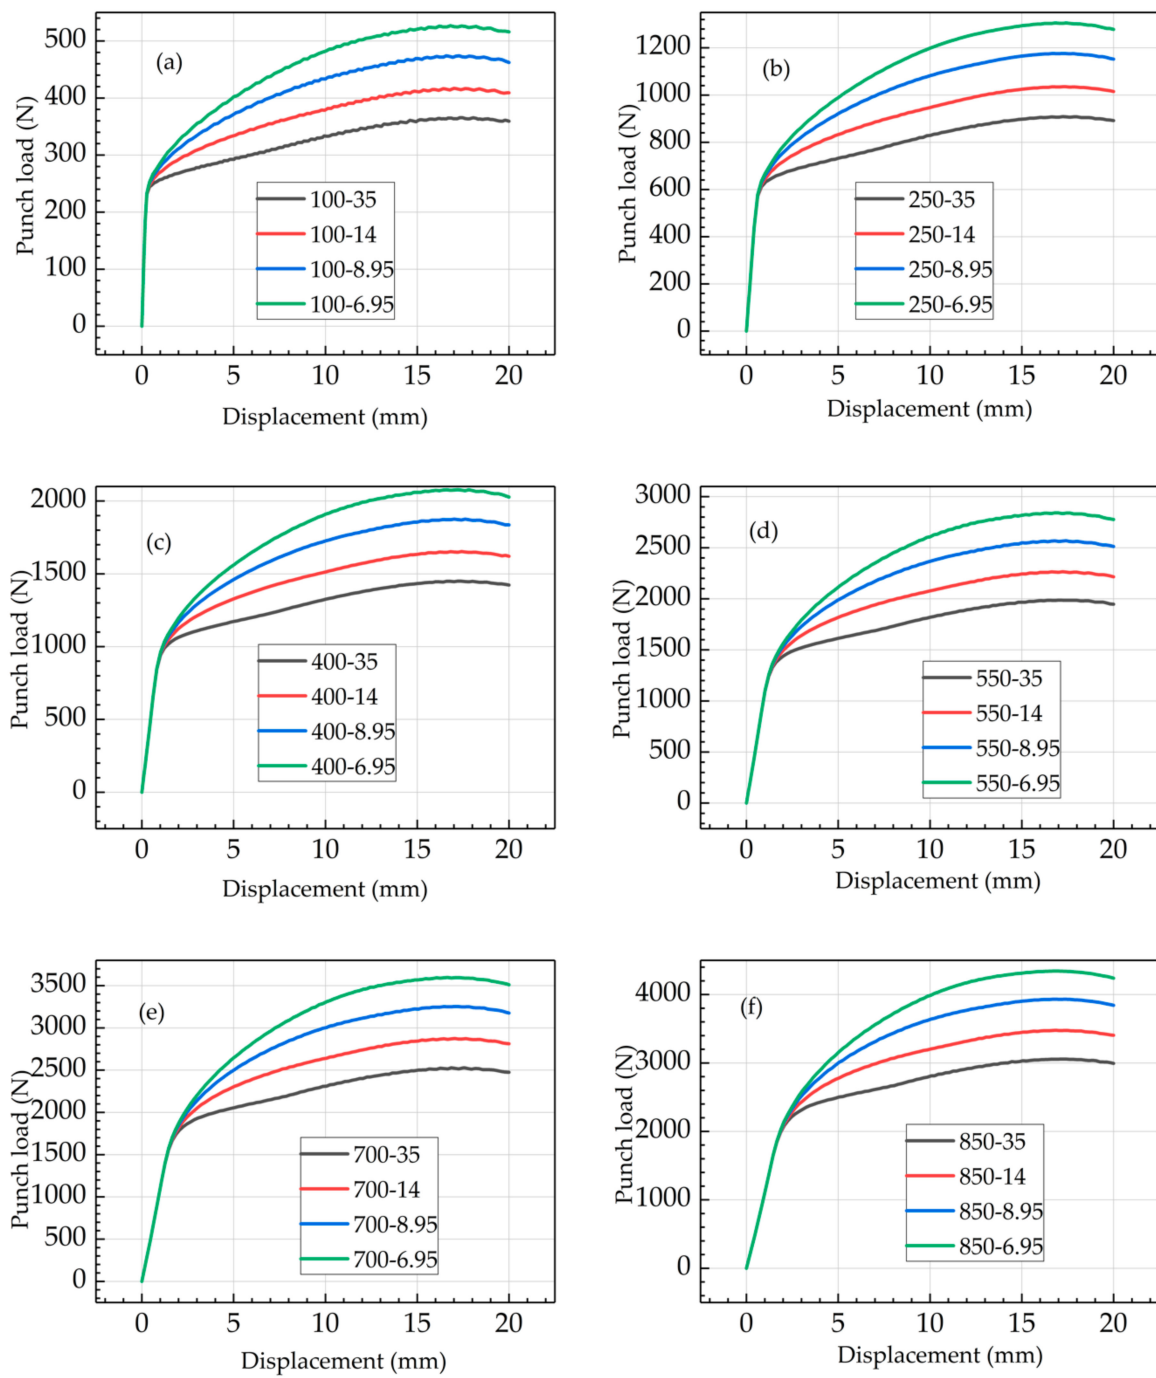 (a)
Punch load (N)
500
400
300
200
100
0
100-35
100-14
100-8.95
100-6.95
0 5 10 15 20
Displacement (mm)
(b)
Punch load (N)
1200
1000
800
600
400
200
0
250-35
250-14
250-8.95
250-6.95
0 5 10 15 20
Displacement (mm)
(c)
Punch load (N)
2000
1500
1000
500
0
400-35
400-14
400-8.95
400-6.95
0 5 10 15 20
Displacement (mm)
(d)
Punch load (N)
3000
2500
2000
1500
1000
500
0
550-35
550-14
550-8.95
550-6.95
0 5 10 15 20
Displacement (mm)
(e)
Punch load (N)
3500
3000
2500
2000
1500
1000
500
0
700-35
700-14
700-8.95
700-6.95
0 5 10 15 20
Displacement (mm)
(f)
Punch load (N)
4000
3000
2000
1000
0
850-35
850-14
850-8.95
850-6.95
0 5 10 15 20
Displacement (mm)